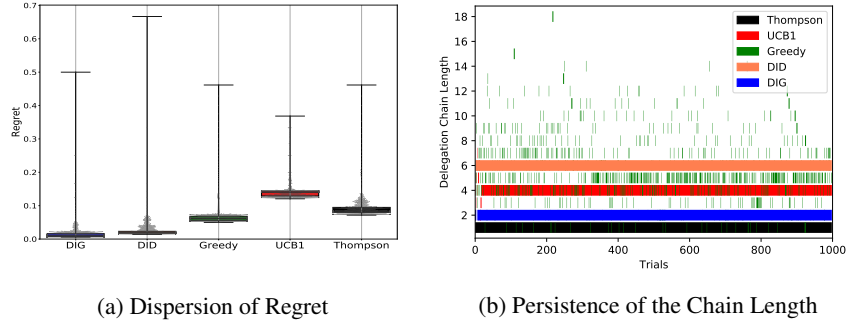 0.7
0.6
0.5
0.4
0.3
0.2
0.1
0.0
Regret
DIG DID Greedy UCB1 Thompson
(a) Dispersion of Regret
18
16
14
12
10
8
6
4
2
Delegation Chain Length
Thompson
UCB1
Greedy
DID
DIG
0 200 400 600 800 1000
Trials
(b) Persistence of the Chain Length